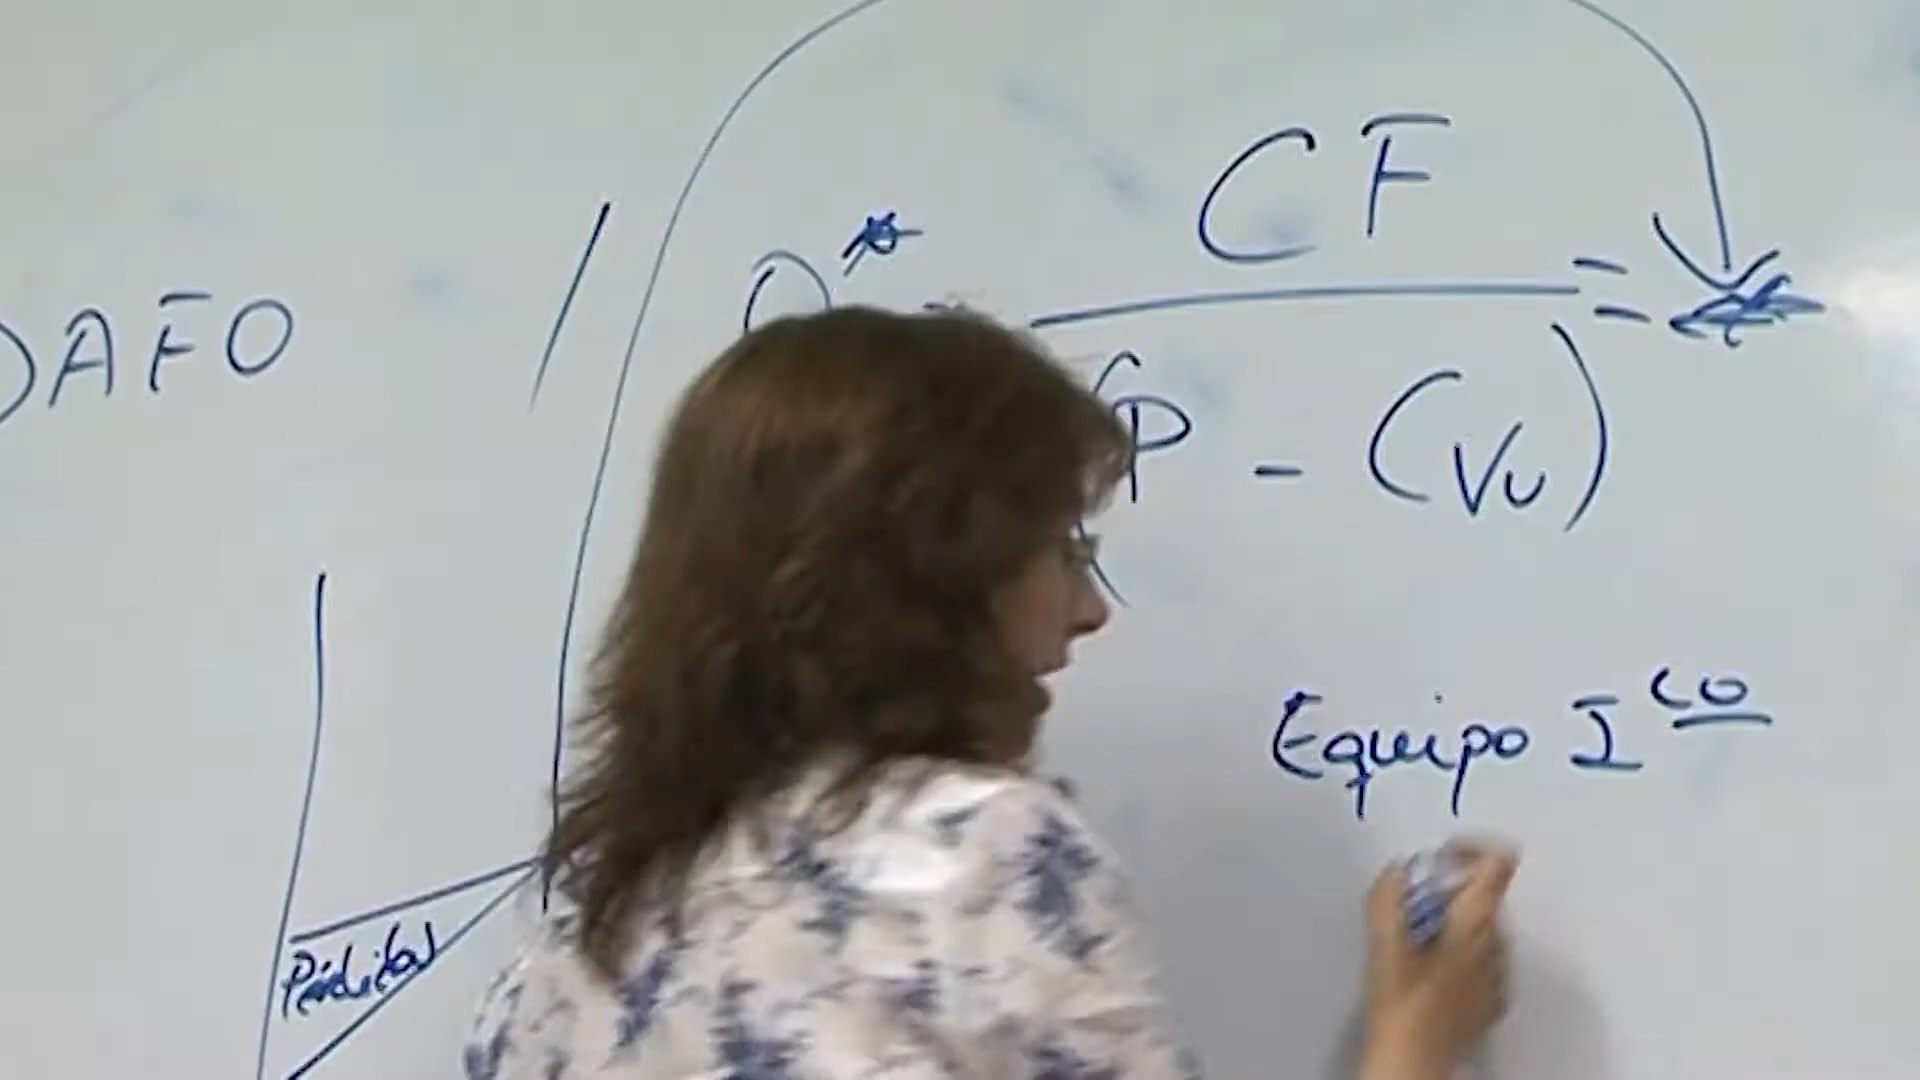 DAFO
CF
P - (Vu)
=
Equipo I co
Pérdidas